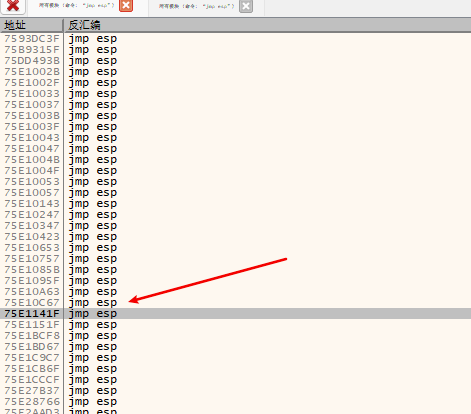 所有模块 (命令: "jmp esp")
所有模块 (命令: "jmp esp")
地址 反汇编
7593DC3F jmp esp
75B9315F jmp esp
75DD493B jmp esp
75E1002B jmp esp
75E1002F jmp esp
75E10033 jmp esp
75E10037 jmp esp
75E1003B jmp esp
75E1003F jmp esp
75E10043 jmp esp
75E10047 jmp esp
75E1004B jmp esp
75E1004F jmp esp
75E10053 jmp esp
75E10057 jmp esp
75E10143 jmp esp
75E10247 jmp esp
75E10347 jmp esp
75E10423 jmp esp
75E10653 jmp esp
75E10757 jmp esp
75E1085B jmp esp
75E1095F jmp esp
75E10A63 jmp esp
75E10C67 jmp esp
75E1141F jmp esp
75E1151F jmp esp
75E1BCF8 jmp esp
75E1BD67 jmp esp
75E1C9C7 jmp esp
75E1CB6F jmp esp
75E1CCCF jmp esp
75E27B37 jmp esp
75E28766 jmp esp
75E2AAD3 jmp esp